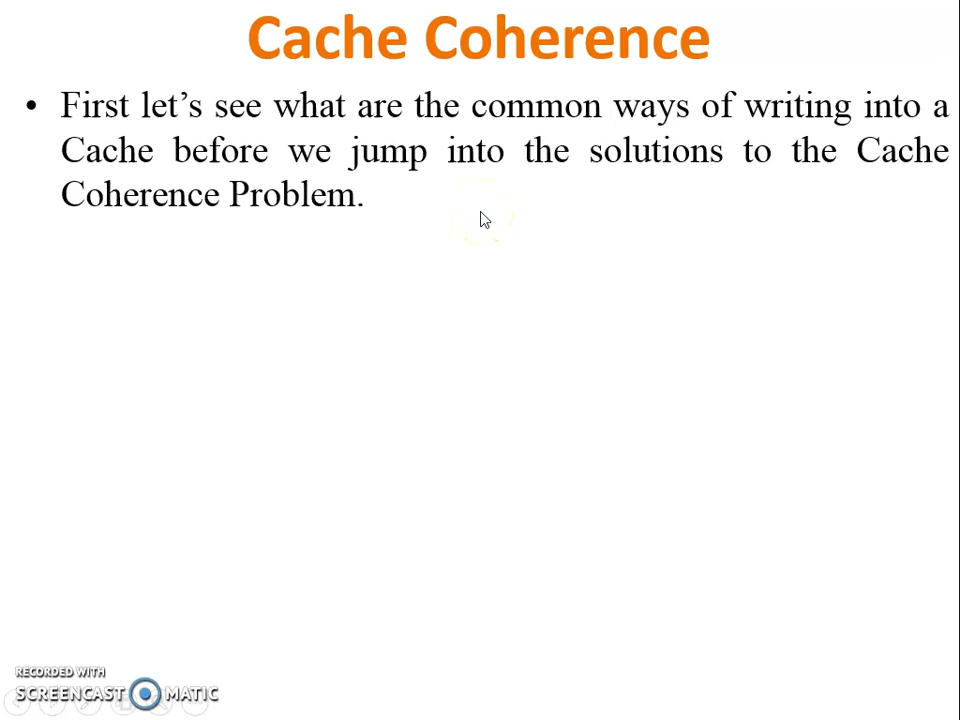 Cache Coherence
• First let’s see what are the common ways of writing into a
Cache before we jump into the solutions to the Cache
Coherence Problem.
RECORDED WITH
SCREENCAST MATIC